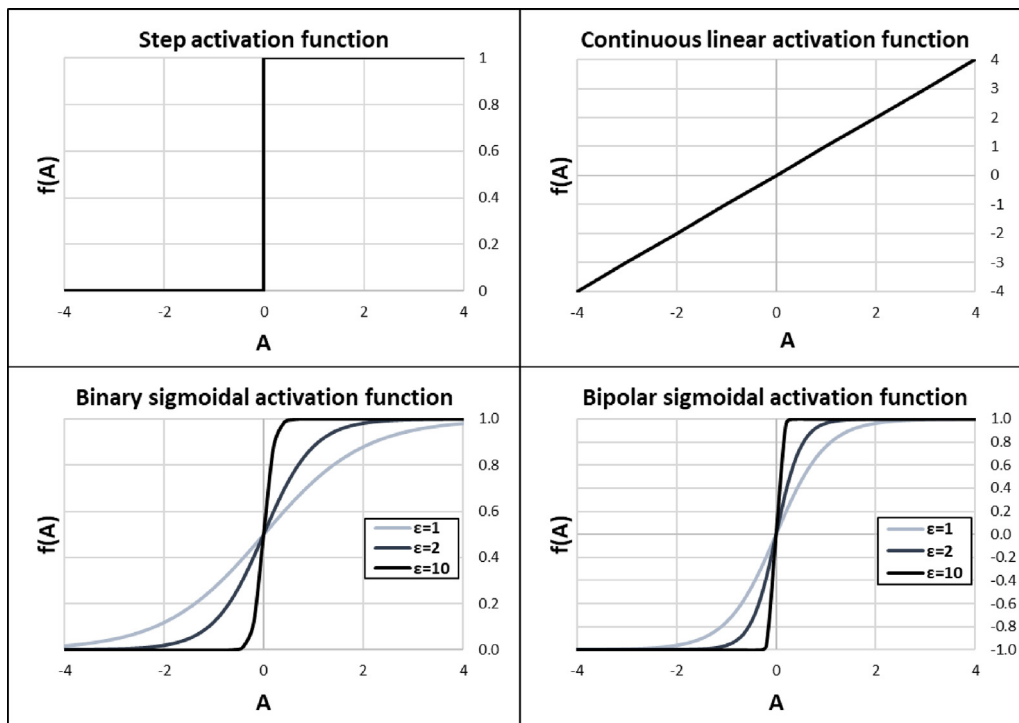 Step activation function
1
0.8
0.6
0.4
0.2
0
f(A)
-4 -2 0 2 4
A
Continuous linear activation function
4
3
2
1
0
-1
-2
-3
-4
f(A)
-4 -2 0 2 4
A
Binary sigmoidal activation function
1.0
0.8
0.6
0.4
0.2
0.0
f(A)
ε=1
ε=2
ε=10
-4 -2 0 2 4
A
Bipolar sigmoidal activation function
1.0
0.8
0.6
0.4
0.2
0.0
-0.2
-0.4
-0.6
-0.8
-1.0
f(A)
ε=1
ε=2
ε=10
-4 -2 0 2 4
A